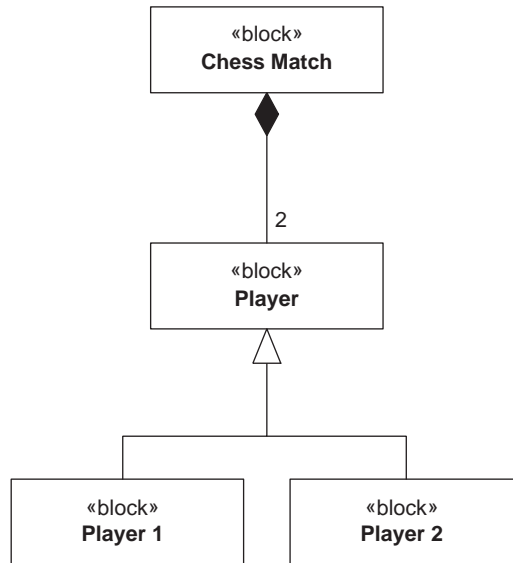 «block»
Chess Match
2
«block»
Player
«block»
Player 1
«block»
Player 2